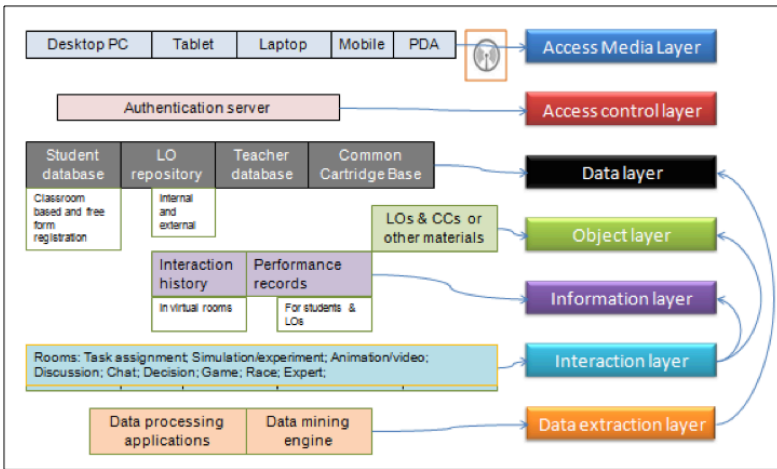 Desktop PC Tablet Laptop Mobile PDA Access Media Layer
Authentication server Access control layer
Student database
LO repository
Teacher database
Common Cartridge Base
Data layer
Classroom
based and free
form
registration
Internal
and
external
LOs & CCs or
other materials
Object layer
Interaction
history
Performance
records
Information layer
In virtual rooms
For students &
LOs
Rooms: Task assignment; Simulation/experiment; Animation/video;
Discussion; Chat; Decision; Game; Race; Expert;
Interaction layer
Data processing
applications
Data mining
engine
Data extraction layer